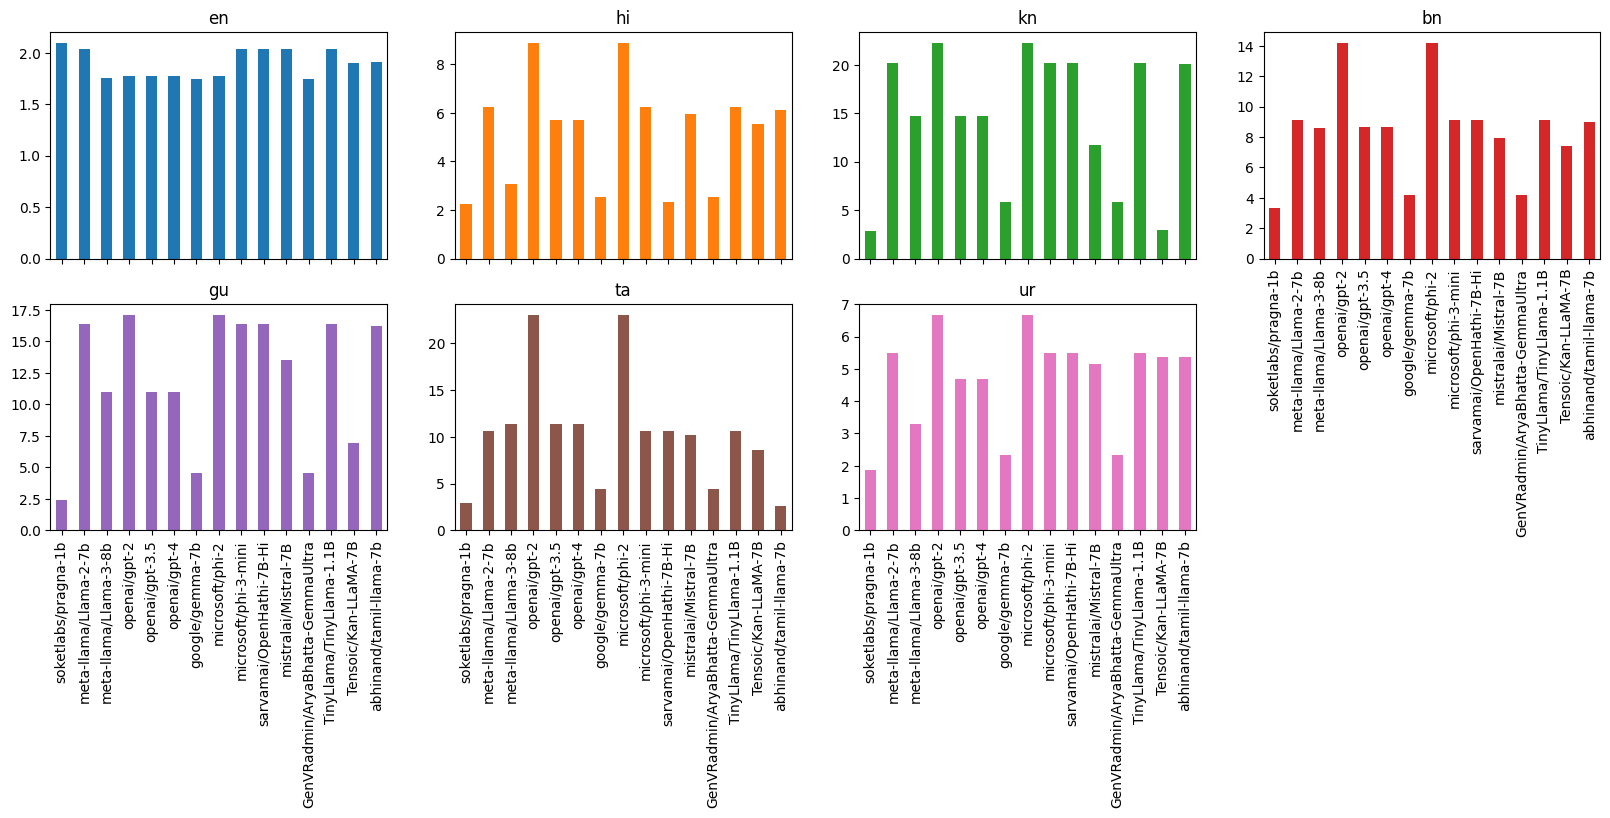 en
2.0
1.5
1.0
0.5
0.0
hi
8
6
4
2
0
kn
20
15
10
5
0
bn
14
12
10
8
6
4
2
0
soketlabs/pragna-1b
meta-llama/Llama-2-7b
meta-llama/Llama-3-8b
openai/gpt-2
openai/gpt-3.5
openai/gpt-4
google/gemma-7b
microsoft/phi-2
microsoft/phi-3-mini
sarvamai/OpenHathi-7B-Hi
mistralai/Mistral-7B
GenVRadmin/AryaBhatta-GemmaUltra
TinyLlama/TinyLlama-1.1B
Tensoic/Kan-LLaMA-7B
abhinand/tamil-llama-7b
gu
17.5
15.0
12.5
10.0
7.5
5.0
2.5
0.0
soketlabs/pragna-1b
meta-llama/Llama-2-7b
meta-llama/Llama-3-8b
openai/gpt-2
openai/gpt-3.5
openai/gpt-4
google/gemma-7b
microsoft/phi-2
microsoft/phi-3-mini
sarvamai/OpenHathi-7B-Hi
mistralai/Mistral-7B
GenVRadmin/AryaBhatta-GemmaUltra
TinyLlama/TinyLlama-1.1B
Tensoic/Kan-LLaMA-7B
abhinand/tamil-llama-7b
ta
20
15
10
5
0
soketlabs/pragna-1b
meta-llama/Llama-2-7b
meta-llama/Llama-3-8b
openai/gpt-2
openai/gpt-3.5
openai/gpt-4
google/gemma-7b
microsoft/phi-2
microsoft/phi-3-mini
sarvamai/OpenHathi-7B-Hi
mistralai/Mistral-7B
GenVRadmin/AryaBhatta-GemmaUltra
TinyLlama/TinyLlama-1.1B
Tensoic/Kan-LLaMA-7B
abhinand/tamil-llama-7b
ur
7
6
5
4
3
2
1
0
soketlabs/pragna-1b
meta-llama/Llama-2-7b
meta-llama/Llama-3-8b
openai/gpt-2
openai/gpt-3.5
openai/gpt-4
google/gemma-7b
microsoft/phi-2
microsoft/phi-3-mini
sarvamai/OpenHathi-7B-Hi
mistralai/Mistral-7B
GenVRadmin/AryaBhatta-GemmaUltra
TinyLlama/TinyLlama-1.1B
Tensoic/Kan-LLaMA-7B
abhinand/tamil-llama-7b